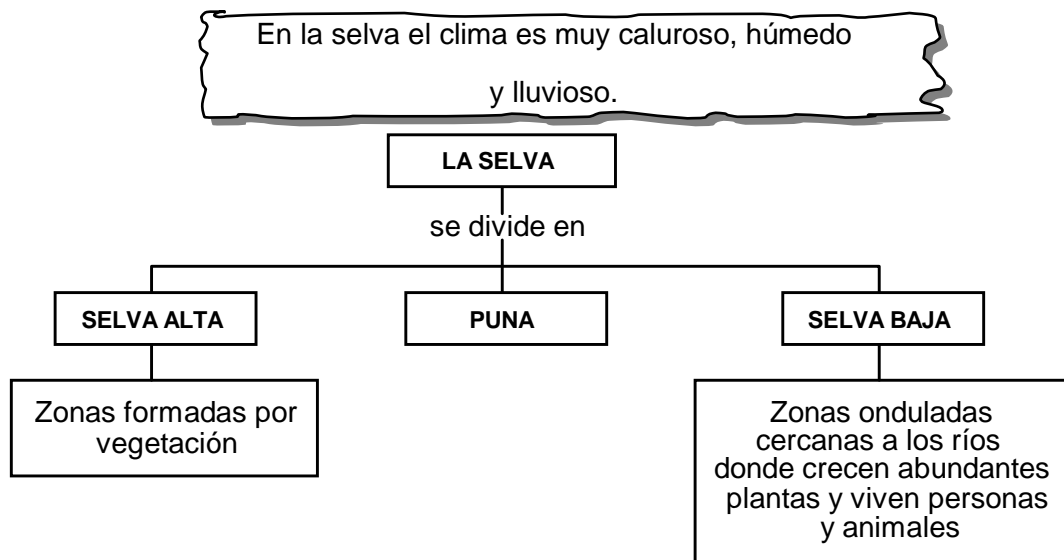 En la selva el clima es muy caluroso, húmedo
y lluvioso.
LA SELVA
se divide en
SELVA ALTA
PUNA
SELVA BAJA
Zonas formadas por
vegetación
Zonas onduladas
cercanas a los ríos
donde crecen abundantes
plantas y viven personas
y animales